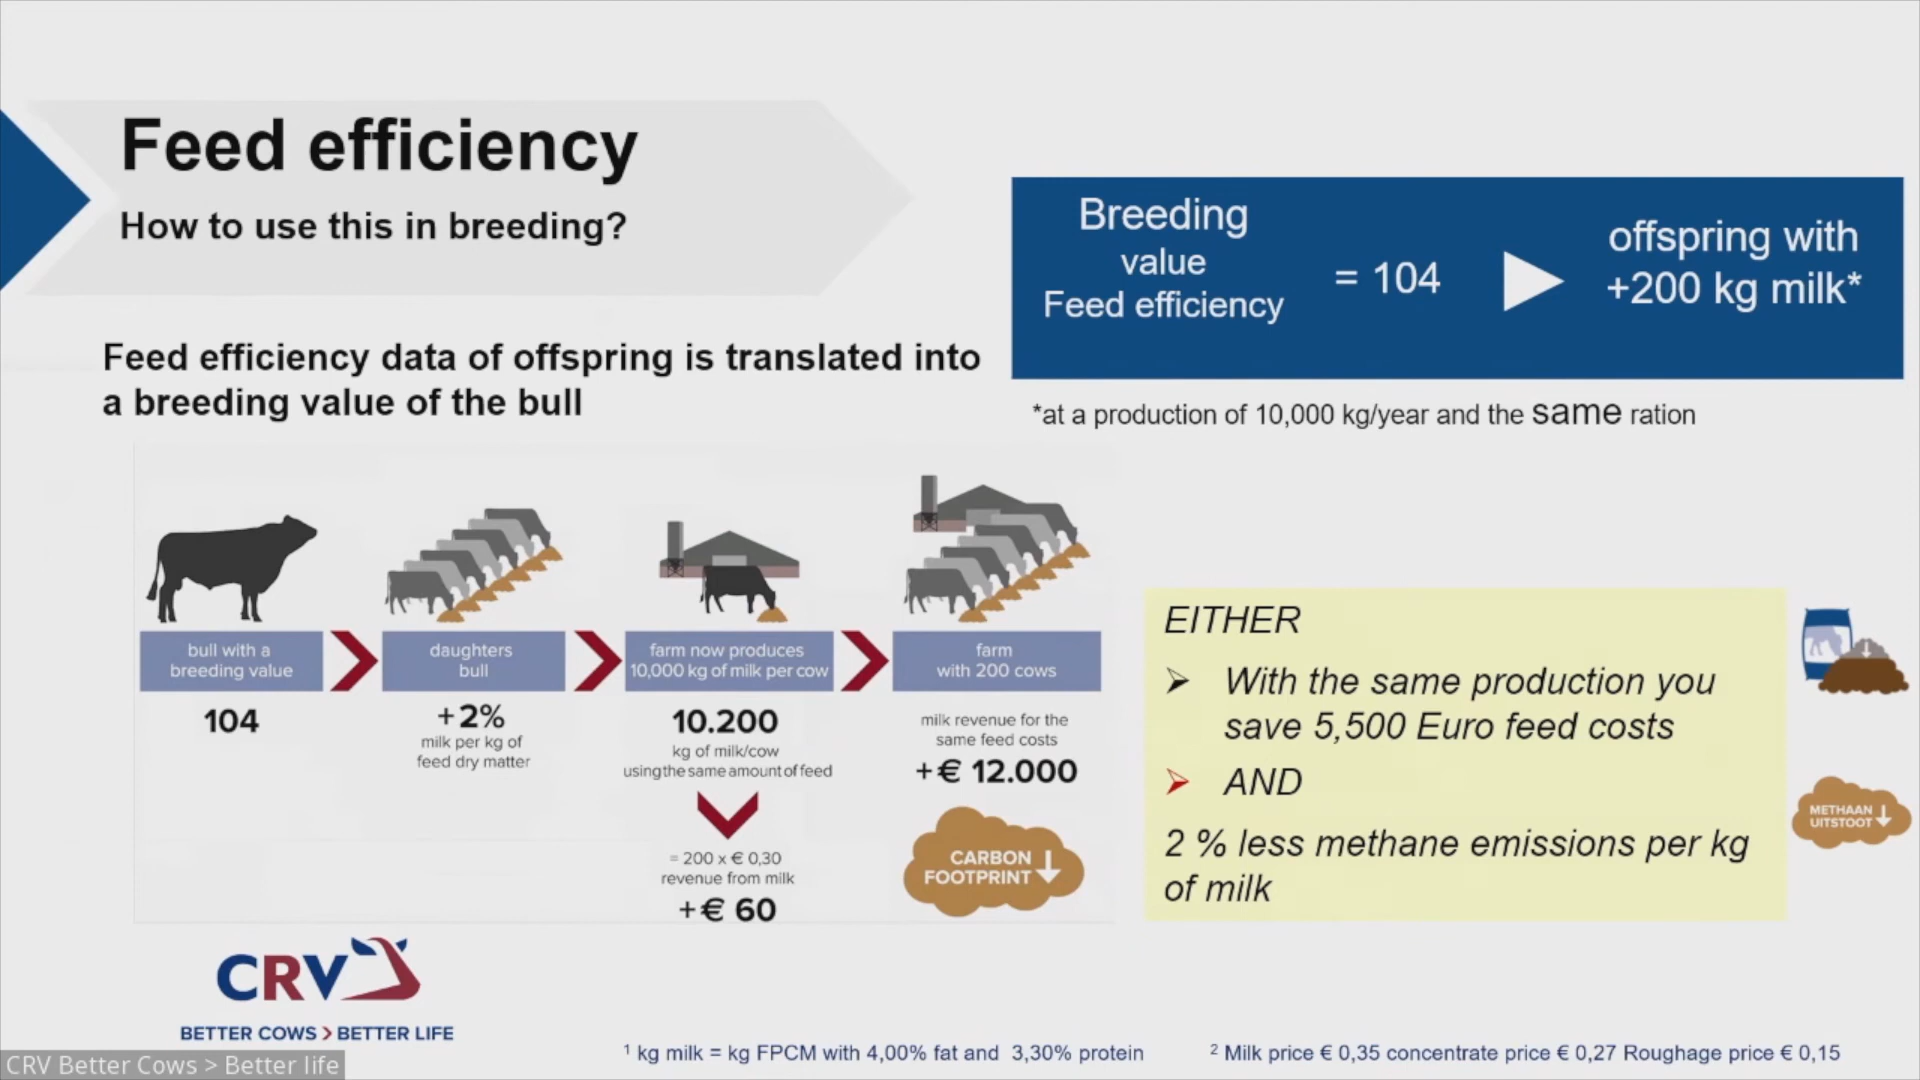 Feed efficiency
How to use this in breeding?
Breeding
value
Feed efficiency
= 104
offspring with
+200 kg milk*
Feed efficiency data of offspring is translated into
a breeding value of the bull
*at a production of 10,000 kg/year and the same ration
bull with a
breeding value
104
daughters
bull
+2%
milk per kg of
feed dry matter
farm now produces
10,000 kg of milk per cow
10.200
kg of milk/cow
using the same amount of feed
= 200 x € 0,30
revenue from milk
+€ 60
farm
with 200 cows
milk revenue for the
same feed costs
+€ 12.000
CARBON
FOOTPRINT
EITHER
With the same production you
save 5,500 Euro feed costs
AND
2 % less methane emissions per kg
of milk
METHAAN
UITSTOOT
CRV
BETTER COWS > BETTER LIFE
1 kg milk = kg FPCM with 4,00% fat and 3,30% protein
2 Milk price € 0,35 concentrate price € 0,27 Roughage price € 0,15
CRV Better Cows > Better life